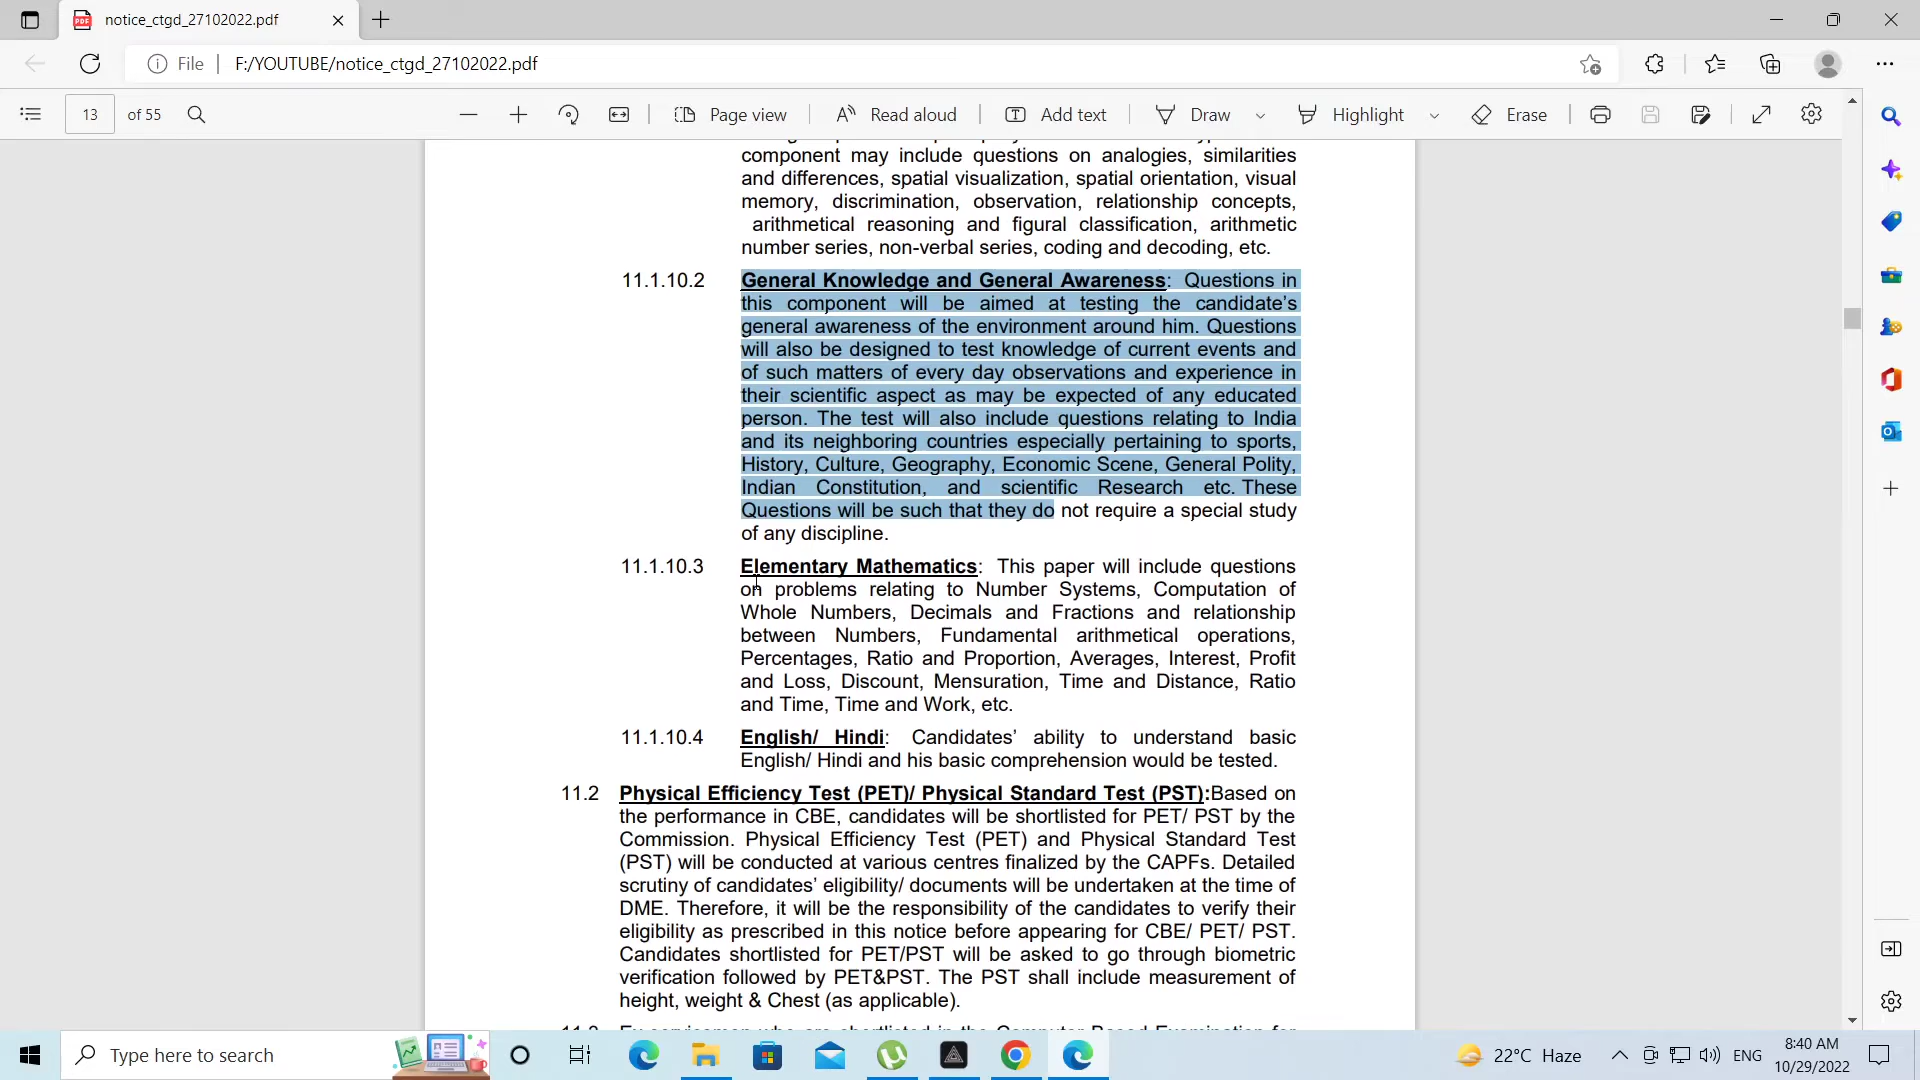 notice_ctgd_27102022.pdf
File F:/YOUTUBE/notice_ctgd_27102022.pdf
13 of 55 Page view Read aloud Add text Draw Highlight Erase
component may include questions on analogies, similarities
and differences, spatial visualization, spatial orientation, visual
memory, discrimination, observation, relationship concepts,
arithmetical reasoning and figural classification, arithmetic
number series, non-verbal series, coding and decoding, etc.
11.1.10.2 General Knowledge and General Awareness: Questions in
this component will be aimed at testing the candidate's
general awareness of the environment around him. Questions
will also be designed to test knowledge of current events and
of such matters of every day observations and experience in
their scientific aspect as may be expected of any educated
person. The test will also include questions relating to India
and its neighboring countries especially pertaining to sports,
History, Culture, Geography, Economic Scene, General Polity,
Indian Constitution, and scientific Research etc. These
Questions will be such that they do not require a special study
of any discipline.
11.1.10.3 Elementary Mathematics: This paper will include questions
on problems relating to Number Systems, Computation of
Whole Numbers, Decimals and Fractions and relationship
between Numbers, Fundamental arithmetical operations,
Percentages, Ratio and Proportion, Averages, Interest, Profit
and Loss, Discount, Mensuration, Time and Distance, Ratio
and Time, Time and Work, etc.
11.1.10.4 English/ Hindi: Candidates' ability to understand basic
English/ Hindi and his basic comprehension would be tested.
11.2 Physical Efficiency Test (PET)/ Physical Standard Test (PST):Based on
the performance in CBE, candidates will be shortlisted for PET/ PST by the
Commission. Physical Efficiency Test (PET) and Physical Standard Test
(PST) will be conducted at various centres finalized by the CAPFs. Detailed
scrutiny of candidates' eligibility/ documents will be undertaken at the time of
DME. Therefore, it will be the responsibility of the candidates to verify their
eligibility as prescribed in this notice before appearing for CBE/ PET/ PST.
Candidates shortlisted for PET/PST will be asked to go through biometric
verification followed by PET&PST. The PST shall include measurement of
height, weight & Chest (as applicable).
Type here to search
22°C Haze
ENG
8:40 AM
10/29/2022